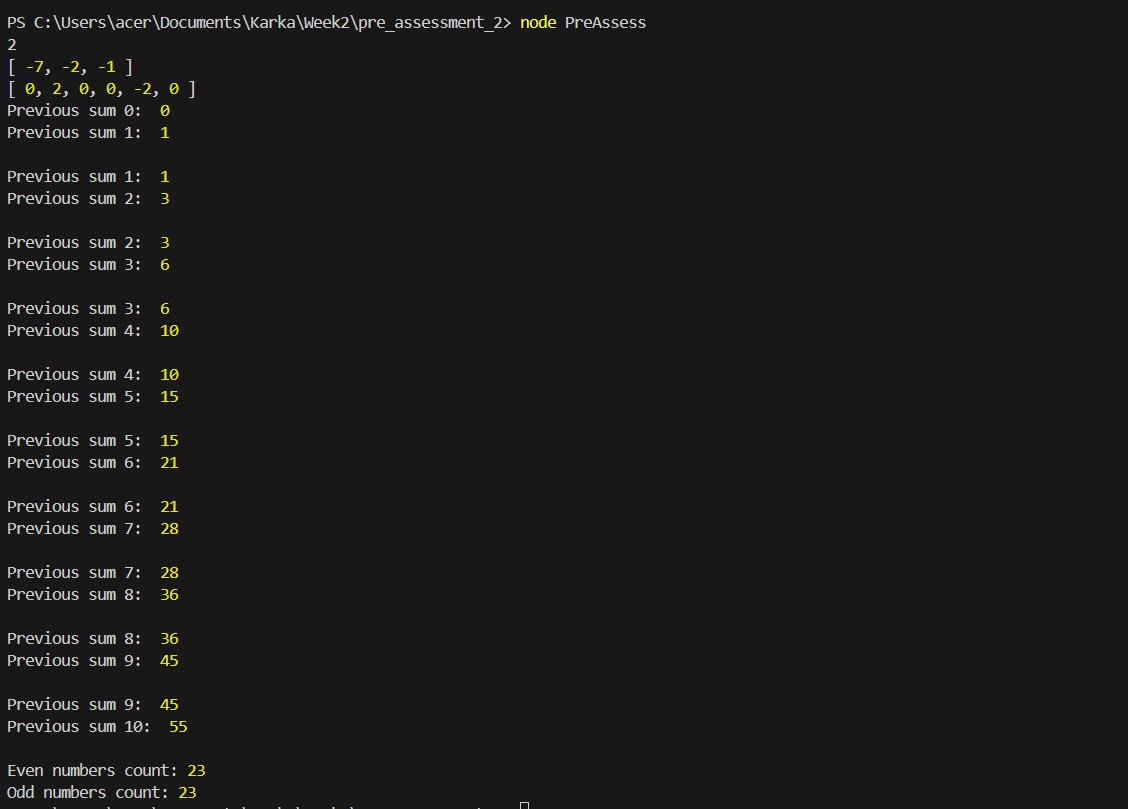 PS C:\Users\acer\Documents\Karka\Week2\pre_assessment_2> node PreAssess
2
[ -7, -2, -1 ]
[ 0, 2, 0, 0, -2, 0 ]
Previous sum 0:  0
Previous sum 1:  1
Previous sum 1:  1
Previous sum 2:  3
Previous sum 2:  3
Previous sum 3:  6
Previous sum 3:  6
Previous sum 4:  10
Previous sum 4:  10
Previous sum 5:  15
Previous sum 5:  15
Previous sum 6:  21
Previous sum 6:  21
Previous sum 7:  28
Previous sum 7:  28
Previous sum 8:  36
Previous sum 8:  36
Previous sum 9:  45
Previous sum 9:  45
Previous sum 10:  55
Even numbers count: 23
Odd numbers count: 23